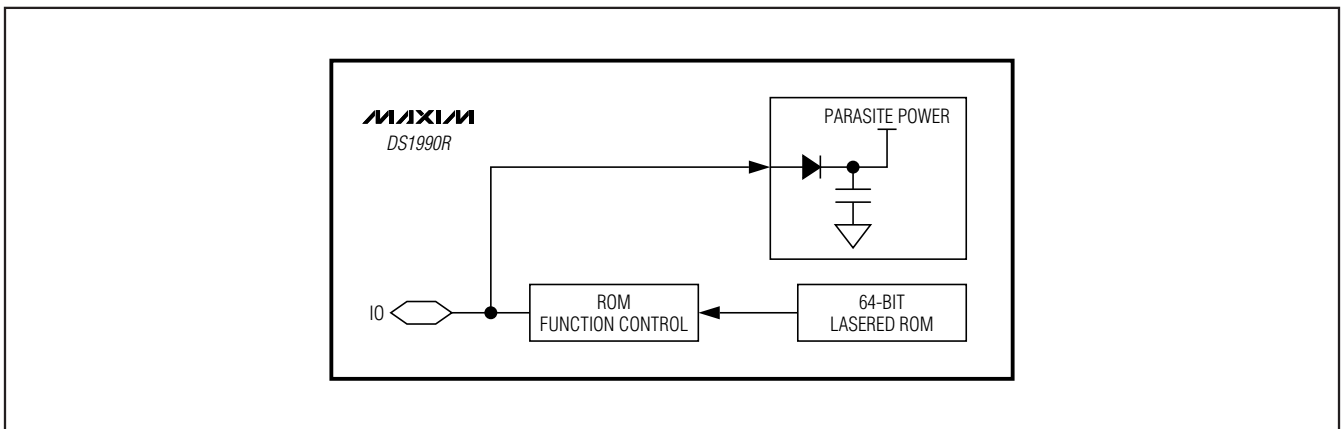 MAXIM
DS1990R
PARASITE POWER
IO
ROM
FUNCTION CONTROL
64-BIT
LASERED ROM